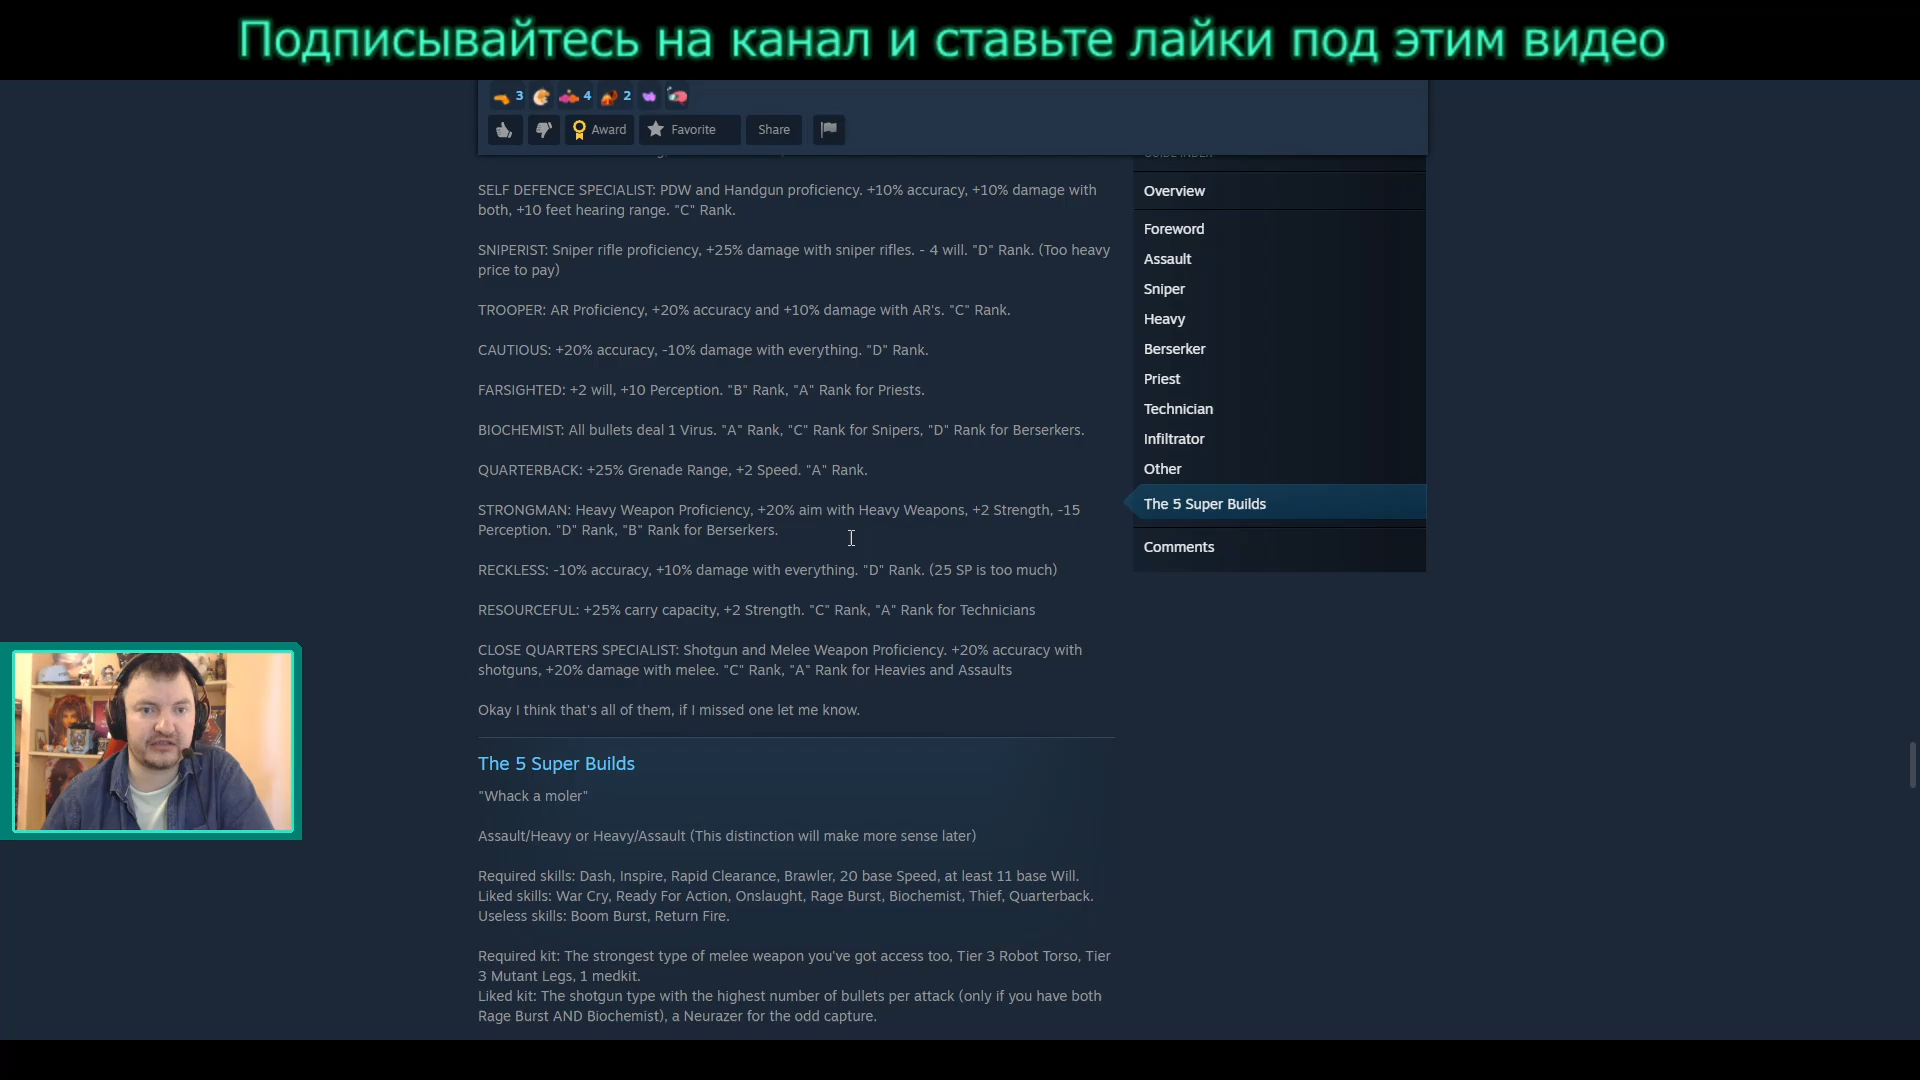 Подписывайтесь на канал и ставьте лайки под этим видео
3 4 2
Award Favorite Share
SELF DEFENCE SPECIALIST: PDW and Handgun proficiency. +10% accuracy, +10% damage with
both, +10 feet hearing range. "C" Rank.
SNIPERIST: Sniper rifle proficiency, +25% damage with sniper rifles. - 4 will. "D" Rank. (Too heavy
price to pay)
TROOPER: AR Proficiency, +20% accuracy and +10% damage with AR's. "C" Rank.
CAUTIOUS: +20% accuracy, -10% damage with everything. "D" Rank.
FARSIGHTED: +2 will, +10 Perception. "B" Rank, "A" Rank for Priests.
BIOCHEMIST: All bullets deal 1 Virus. "A" Rank, "C" Rank for Snipers, "D" Rank for Berserkers.
QUARTERBACK: +25% Grenade Range, +2 Speed. "A" Rank.
STRONGMAN: Heavy Weapon Proficiency, +20% aim with Heavy Weapons, +2 Strength, -15
Perception. "D" Rank, "B" Rank for Berserkers.
RECKLESS: -10% accuracy, +10% damage with everything. "D" Rank. (25 SP is too much)
RESOURCEFUL: +25% carry capacity, +2 Strength. "C" Rank, "A" Rank for Technicians
CLOSE QUARTERS SPECIALIST: Shotgun and Melee Weapon Proficiency. +20% accuracy with
shotguns, +20% damage with melee. "C" Rank, "A" Rank for Heavies and Assaults
Okay I think that's all of them, if I missed one let me know.
The 5 Super Builds
"Whack a moler"
Assault/Heavy or Heavy/Assault (This distinction will make more sense later)
Required skills: Dash, Inspire, Rapid Clearance, Brawler, 20 base Speed, at least 11 base Will.
Liked skills: War Cry, Ready For Action, Onslaught, Rage Burst, Biochemist, Thief, Quarterback.
Useless skills: Boom Burst, Return Fire.
Required kit: The strongest type of melee weapon you've got access too, Tier 3 Robot Torso, Tier
3 Mutant Legs, 1 medkit.
Liked kit: The shotgun type with the highest number of bullets per attack (only if you have both
Rage Burst AND Biochemist), a Neurazer for the odd capture.
Overview
Foreword
Assault
Sniper
Heavy
Berserker
Priest
Technician
Infiltrator
Other
The 5 Super Builds
Comments